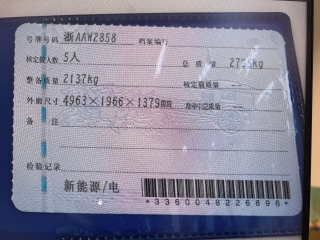 号牌号码 浙AAW2858 档案编号
核定载人数 5人 总质量 27 5kg
整备质量 2137kg 核定载质量 --
外廓尺寸 4963×1966×1379mm 准牵引总质量 --
备注
检验记录
新能源/电
*3360048226896*